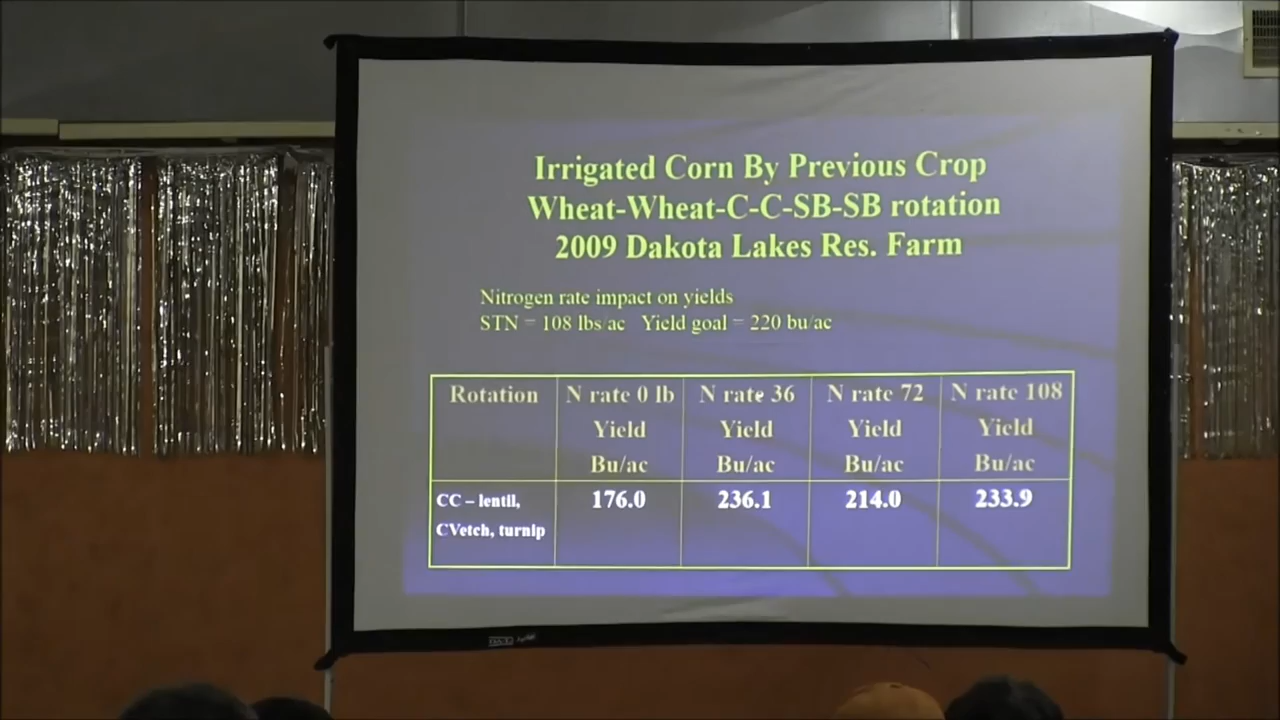 Irrigated Corn By Previous Crop
Wheat-Wheat-C-C-SB-SB rotation
2009 Dakota Lakes Res. Farm
Nitrogen rate impact on yields
STN = 108 lbs/ac Yield goal = 220 bu/ac
Rotation N rate 0 lb N rate 36 N rate 72 N rate 108
Yield Yield Yield Yield
Bu/ac Bu/ac Bu/ac Bu/ac
CC – lentil, 176.0 236.1 214.0 233.9
CVetch, turnip